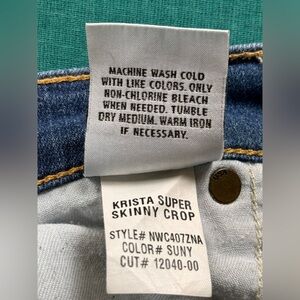 MACHINE WASH COLD
WITH LIKE COLORS. ONLY
NON-CHLORINE BLEACH
WHEN NEEDED. TUMBLE
DRY MEDIUM. WARM IRON
IF NECESSARY.
KRISTA SUPER
SKINNY CROP
STYLE# NWC407ZNA
COLOR# SUNY
CUT# 12040-00